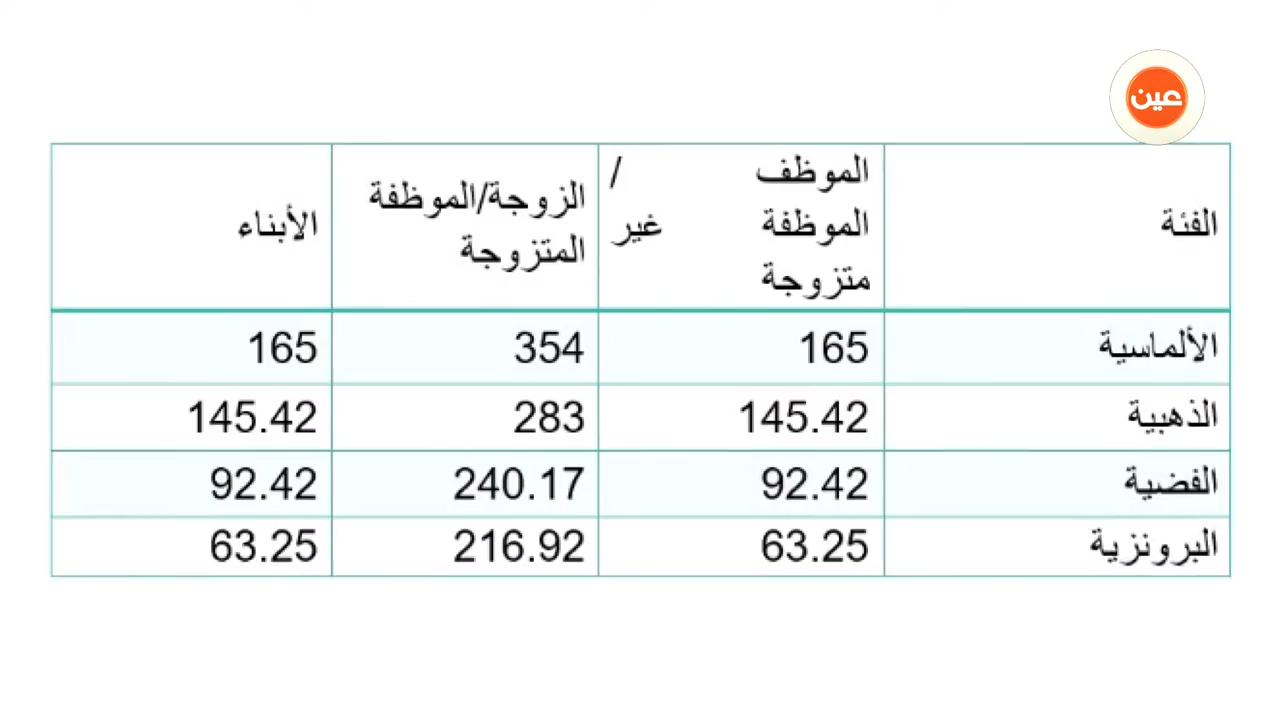 عين
الفئة
الموظف /
الموظفة غير
متزوجة
الزوجة/الموظفة
المتزوجة
الأبناء
الألماسية 165 354 165
الذهبية 145.42 283 145.42
الفضية 92.42 240.17 92.42
البرونزية 63.25 216.92 63.25